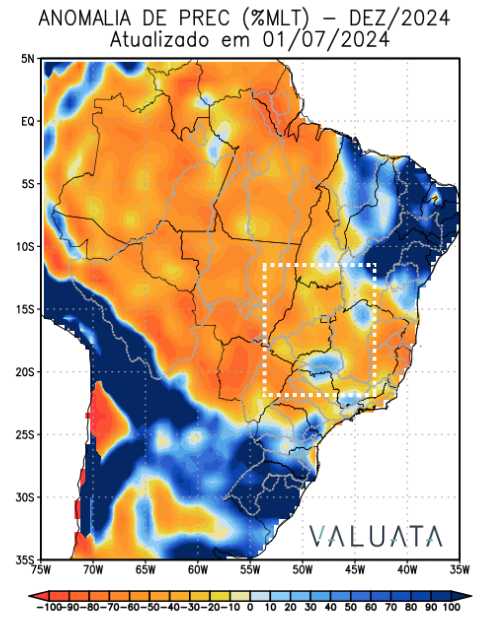 ANOMALIA DE PREC (%MLT) – DEZ/2024
Atualizado em 01/07/2024
5N
EQ
5S
10S
15S
20S
25S
30S
35S
VALUATA
75W 70W 65W 60W 55W 50W 45W 40W 35W
-100 -90 -80 -70 -60 -50 -40 -30 -20 -10 0 10 20 30 40 50 60 70 80 90 100